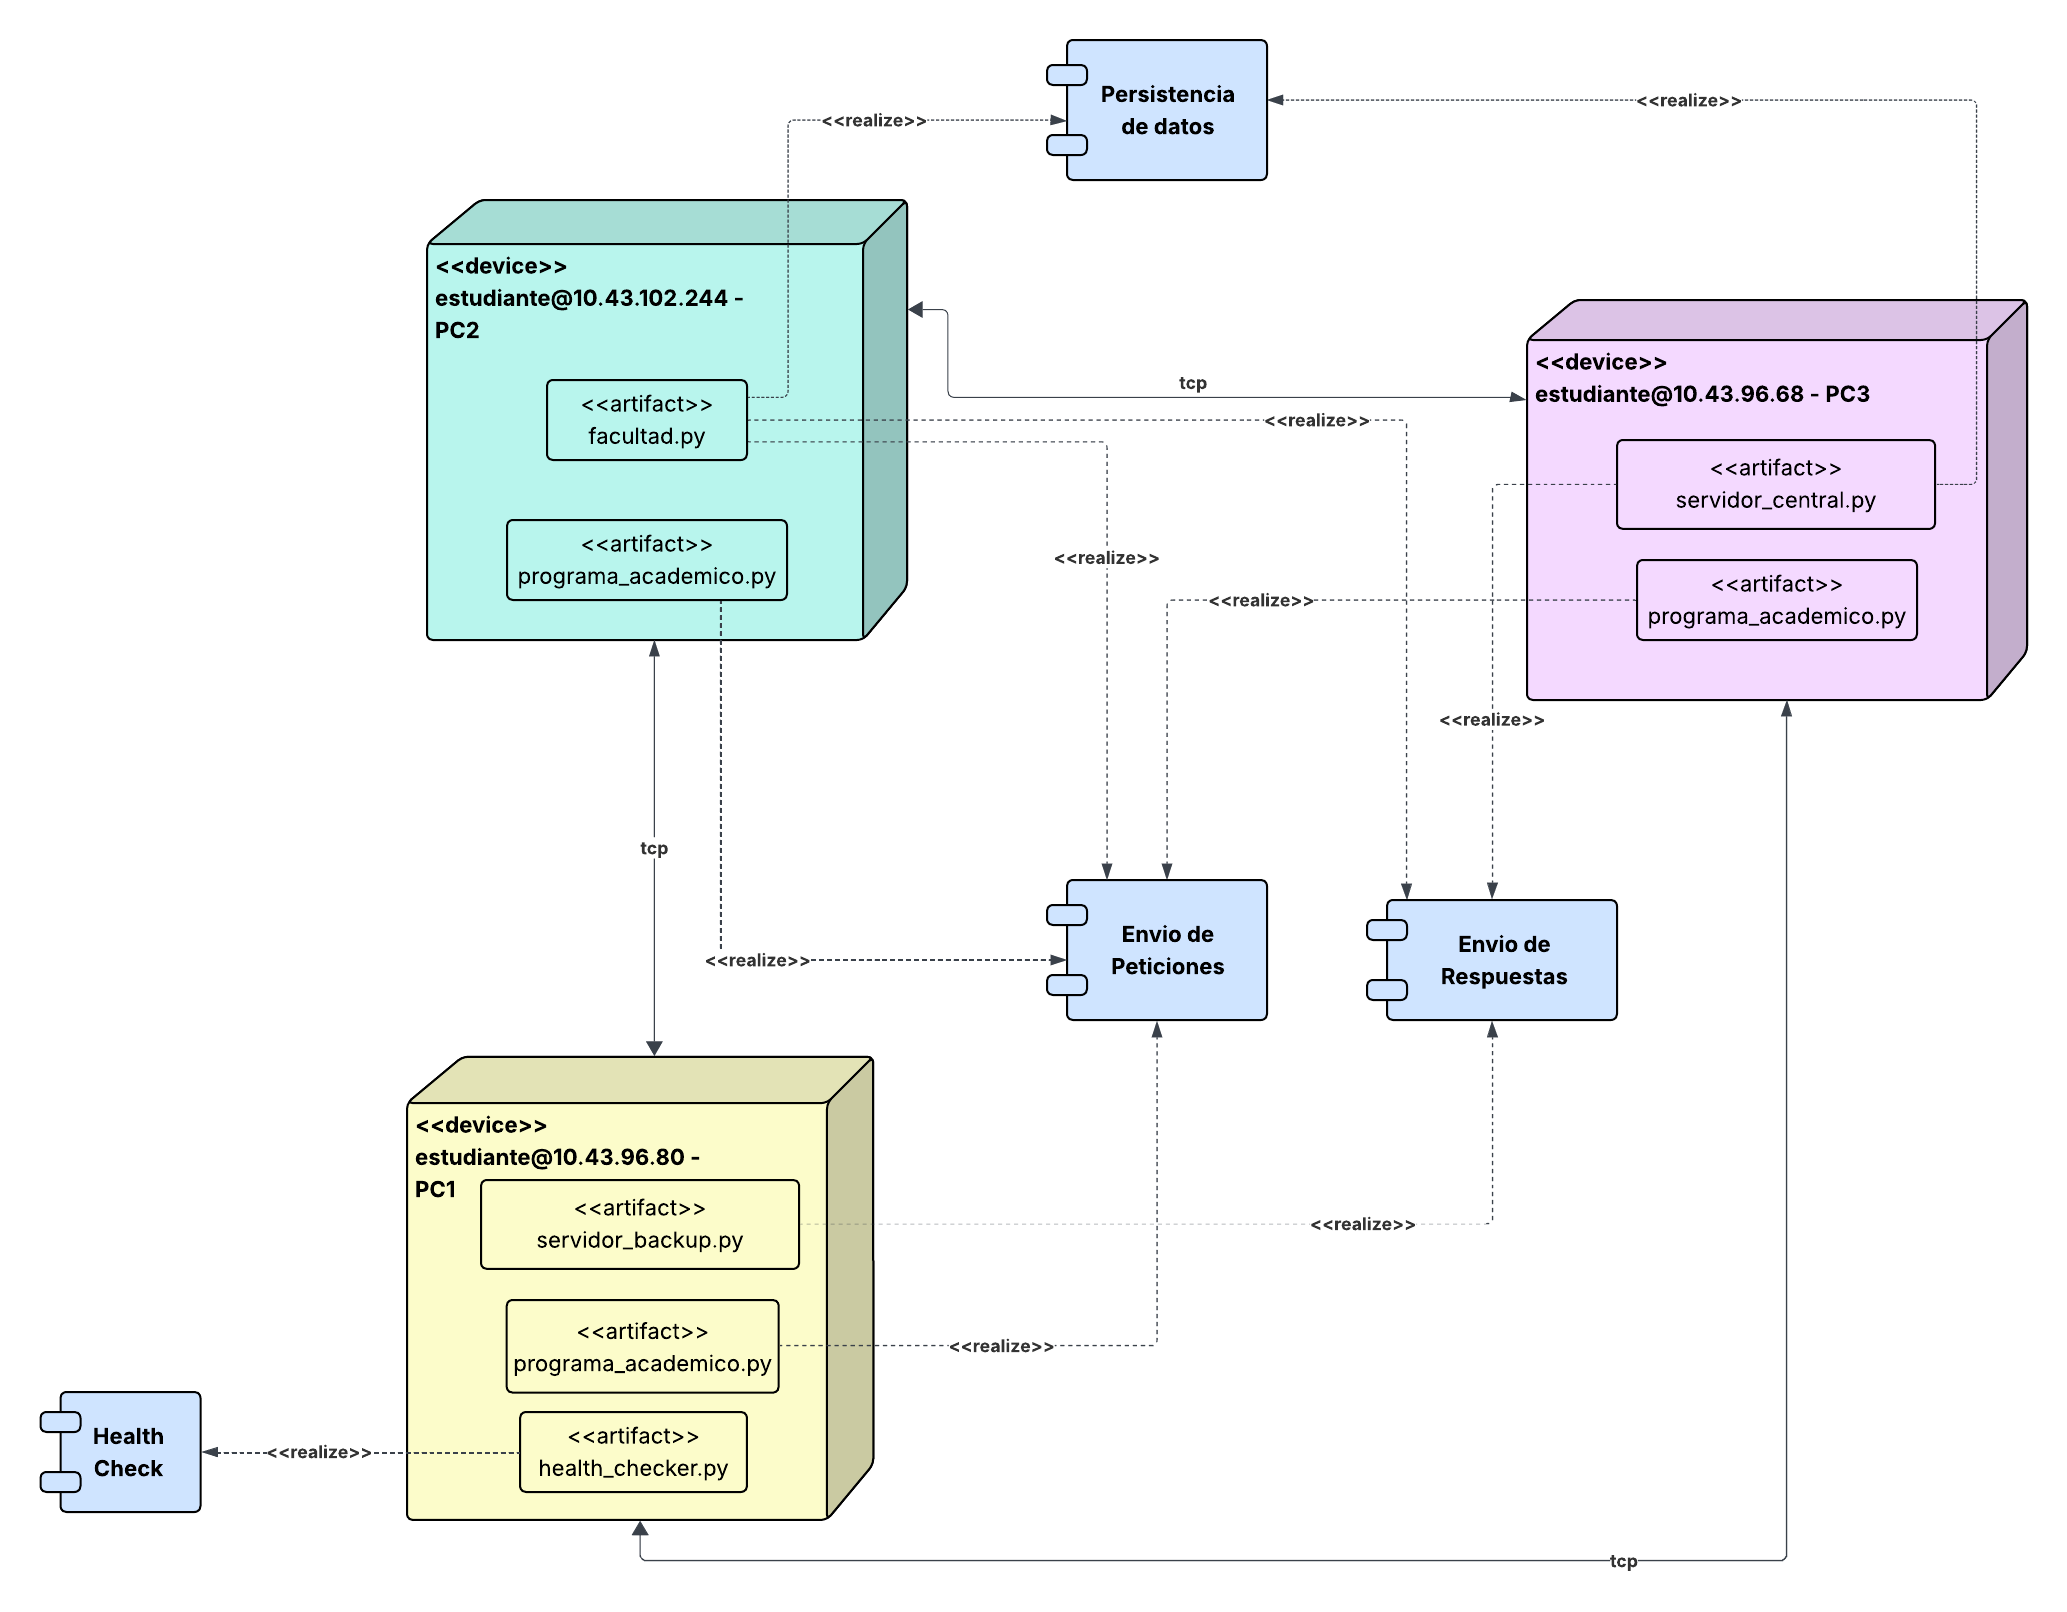 Persistencia
de datos
<<realize>>
<<realize>>
<<device>>
estudiante@10.43.102.244 -
PC2
<<artifact>>
facultad.py
<<artifact>>
programa_academico.py
tcp
<<realize>>
<<device>>
estudiante@10.43.96.68 - PC3
<<artifact>>
servidor_central.py
<<artifact>>
programa_academico.py
<<realize>>
<<realize>>
<<realize>>
tcp
<<realize>>
Envio de
Peticiones
Envio de
Respuestas
<<device>>
estudiante@10.43.96.80 -
PC1
<<artifact>>
servidor_backup.py
<<realize>>
<<artifact>>
programa_academico.py
<<realize>>
<<artifact>>
health_checker.py
<<realize>>
Health
Check
tcp